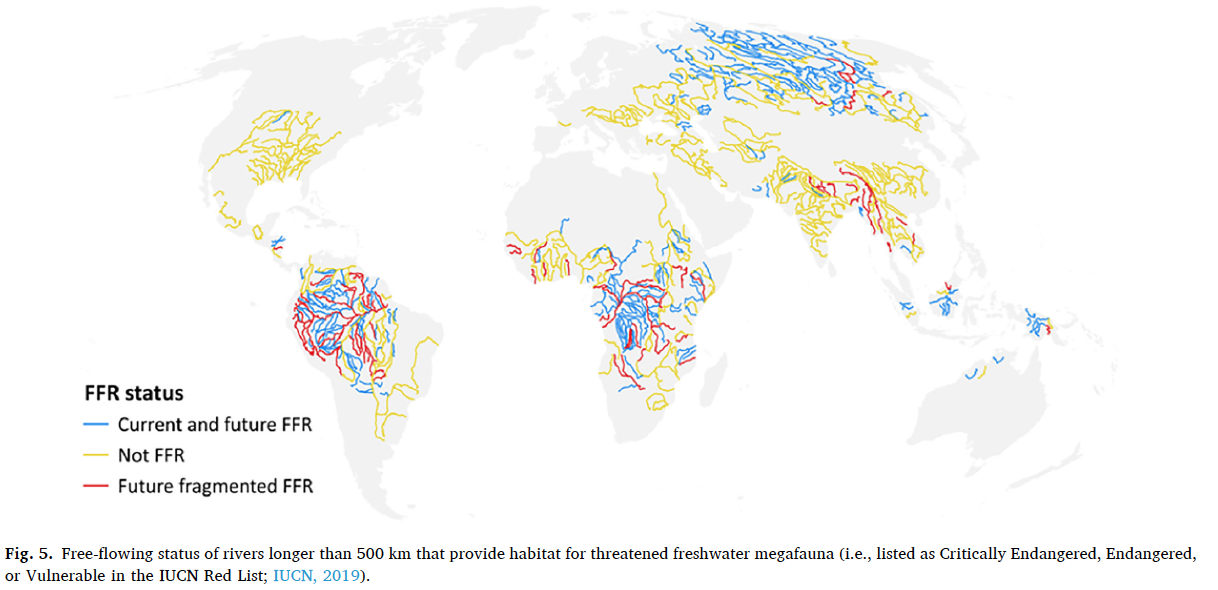 FFR status
Current and future FFR
Not FFR
Future fragmented FFR
Fig. 5. Free-flowing status of rivers longer than 500 km that provide habitat for threatened freshwater megafauna (i.e., listed as Critically Endangered, Endangered,
or Vulnerable in the IUCN Red List; IUCN, 2019).